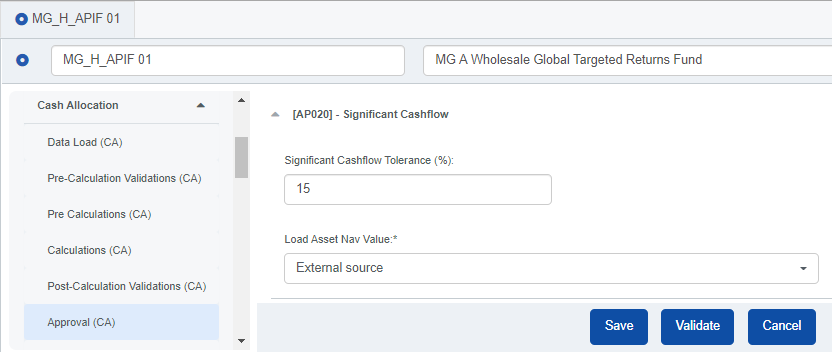 MG_H_APIF 01
MG_H_APIF 01
MG A Wholesale Global Targeted Returns Fund
Cash Allocation
Data Load (CA)
Pre-Calculation Validations (CA)
Pre Calculations (CA)
Calculations (CA)
Post-Calculation Validations (CA)
Approval (CA)
[AP020] - Significant Cashflow
Significant Cashflow Tolerance (%):
15
Load Asset Nav Value:*
External source
Save
Validate
Cancel